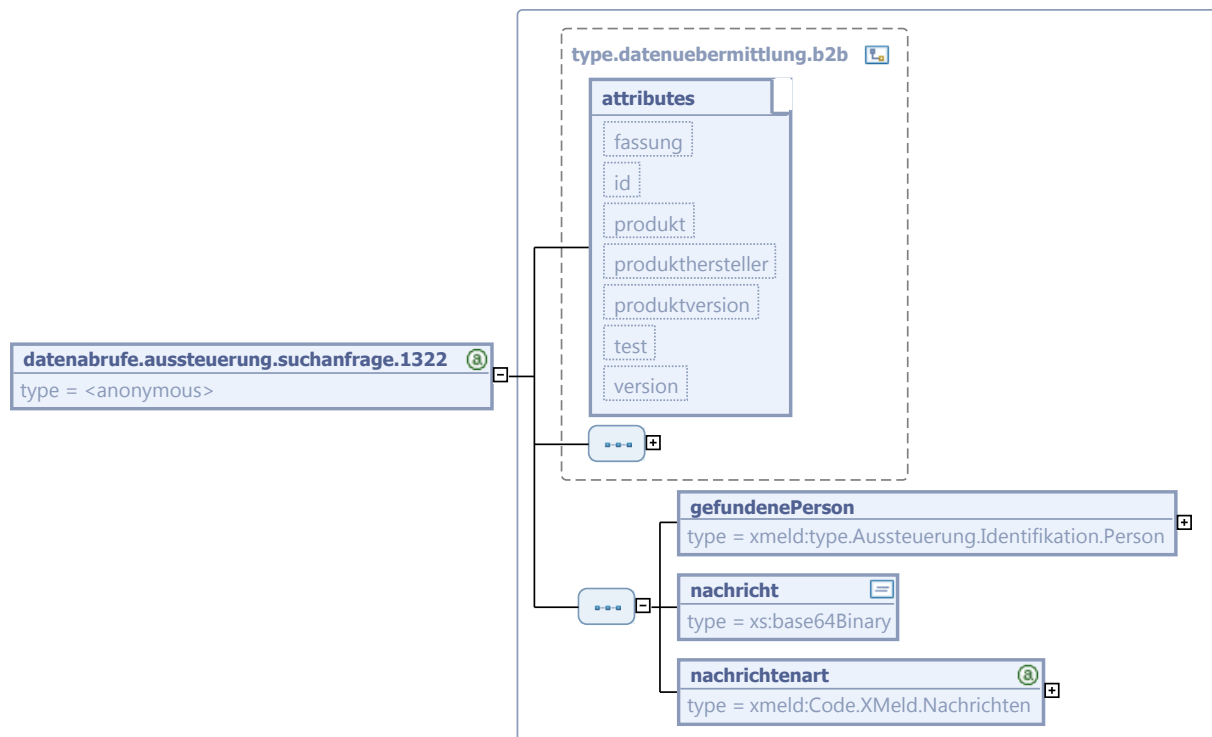 type.datenuebermittlung.b2b
attributes
fassung
id
produkt
produkthersteller
produktversion
test
version
datenabrufe.aussteuerung.suchanfrage.1322
type = <anonymous>
gefundenePerson
type = xmeld:type.Aussteuerung.Identifikation.Person
nachricht
type = xs:base64Binary
nachrichtenart
type = xmeld:Code.XMeld.Nachrichten